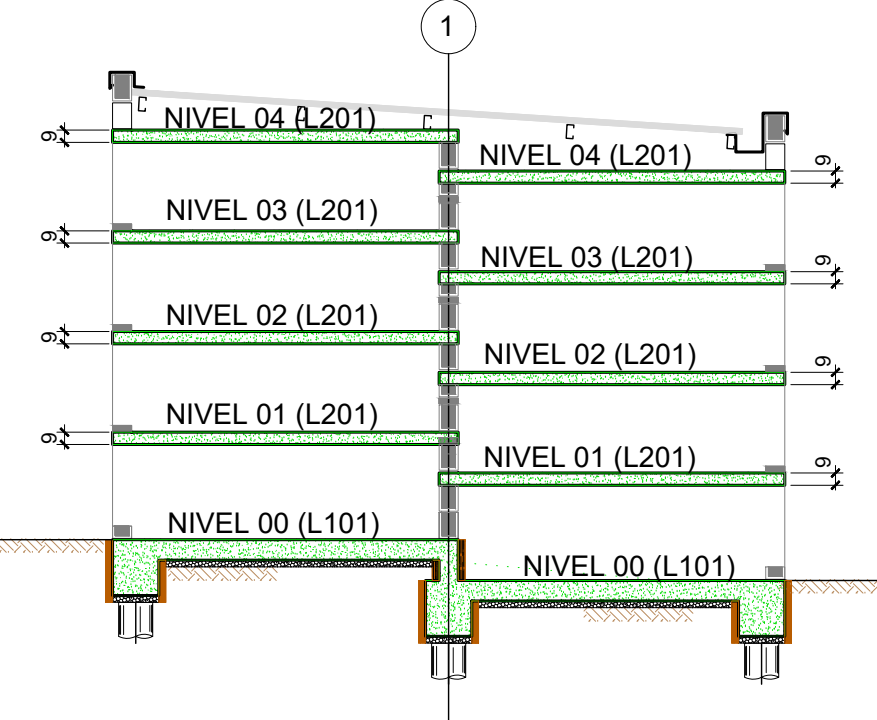 1
NIVEL 04 (L201)
9
NIVEL 04 (L201)
9
NIVEL 03 (L201)
9
NIVEL 03 (L201)
9
NIVEL 02 (L201)
9
NIVEL 02 (L201)
9
NIVEL 01 (L201)
9
NIVEL 01 (L201)
9
NIVEL 00 (L101)
NIVEL 00 (L101)